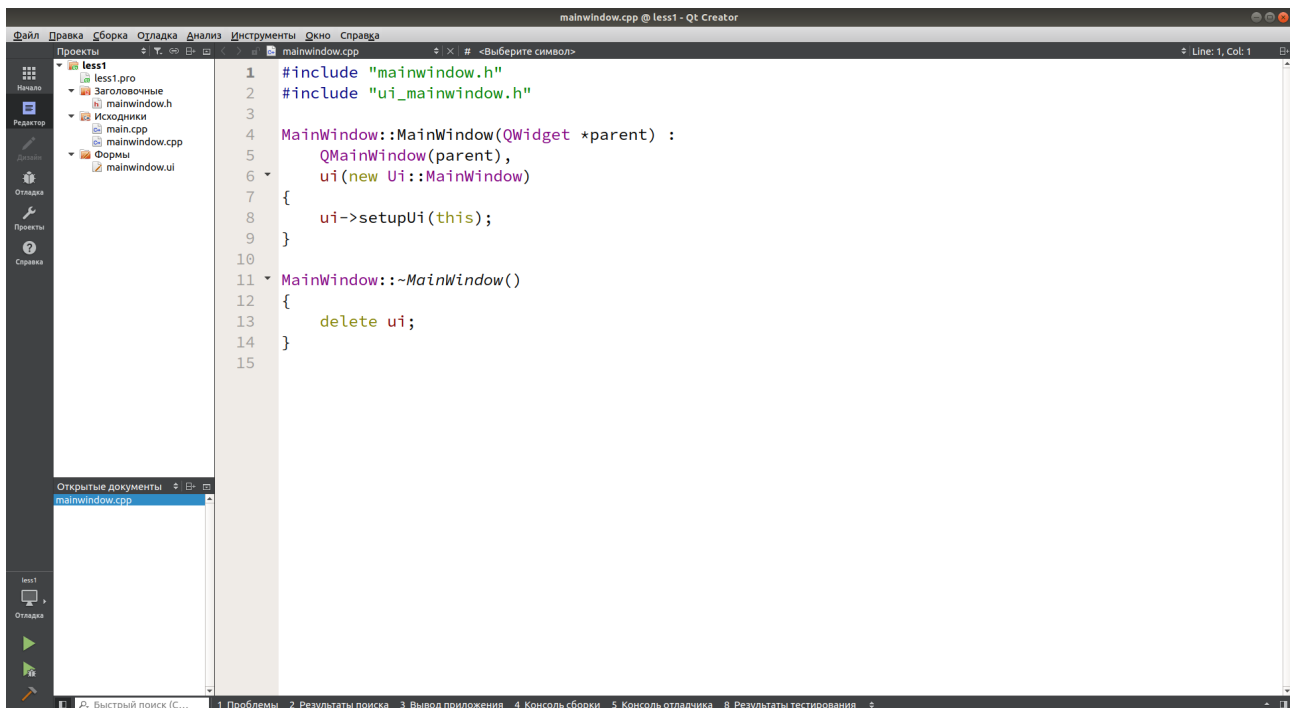 mainwindow.cpp @ less1 - Qt Creator
Файл Правка Сборка Отладка Анализ Инструменты Окно Справка
Проекты
mainwindow.cpp
# <Выберите символ>
Line: 1, Col: 1
Начало
Редактор
Дизайн
Отладка
Проекты
Справка
less1
less1.pro
Заголовочные
mainwindow.h
Исходники
main.cpp
mainwindow.cpp
Формы
mainwindow.ui
1 #include "mainwindow.h"
2 #include "ui_mainwindow.h"
3
4 MainWindow::MainWindow(QWidget *parent) :
5 QMainWindow(parent),
6 ui(new Ui::MainWindow)
7 {
8 ui->setupUi(this);
9 }
10
11 MainWindow::~MainWindow()
12 {
13 delete ui;
14 }
15
Открытые документы
mainwindow.cpp
less1
Отладка
Быстрый поиск (C...
1 Проблемы 2 Результаты поиска 3 Вывод приложения 4 Консоль сборки 5 Консоль отладчика 8 Результаты тестирования